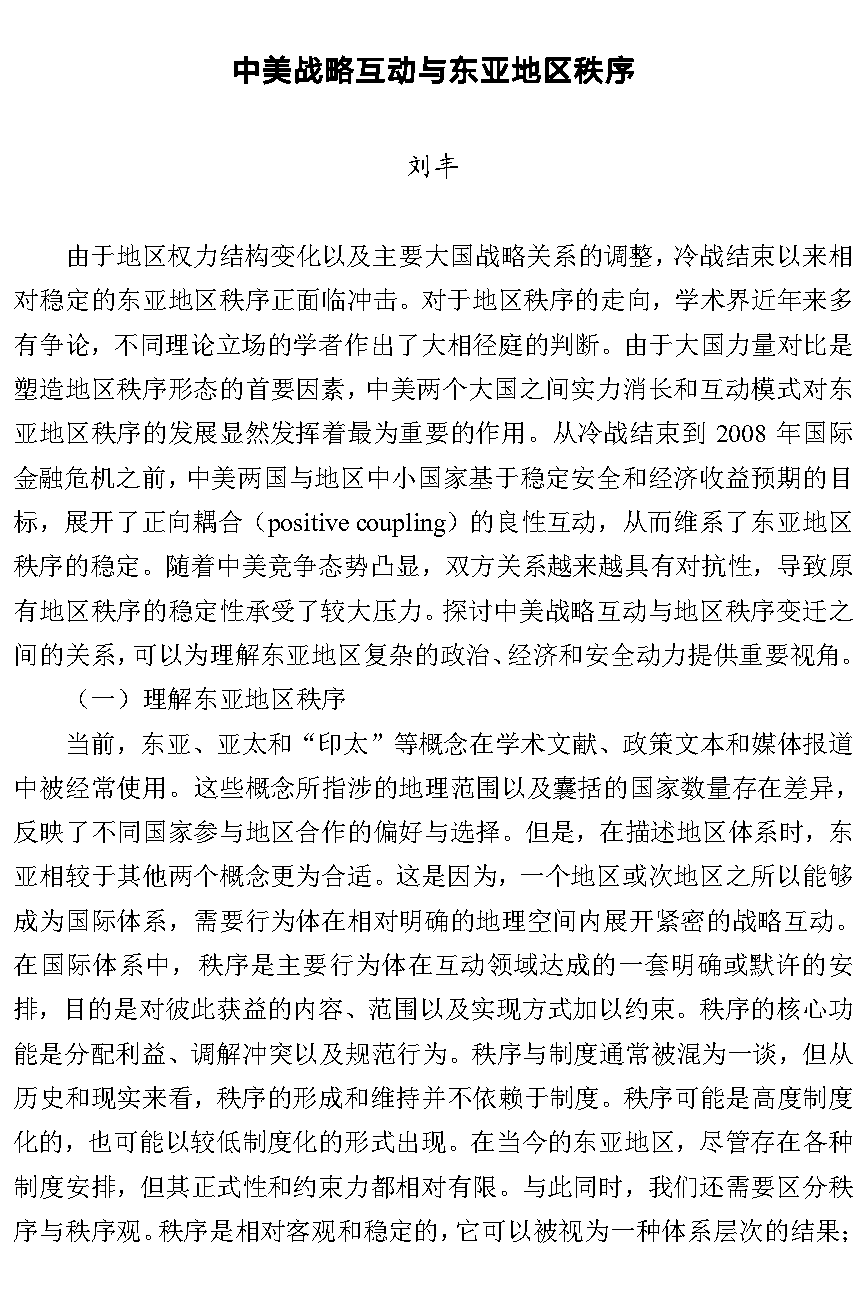 中美战略互动与东亚地区秩序
刘丰
由于地区权力结构变化以及主要大国战略关系的调整，冷战结束以来相
对稳定的东亚地区秩序正面临冲击。对于地区秩序的走向，学术界近年来多
有争论，不同理论立场的学者作出了大相径庭的判断。由于大国力量对比是
塑造地区秩序形态的首要因素，中美两个大国之间实力消长和互动模式对东
亚地区秩序的发展显然发挥着最为重要的作用。从冷战结束到 2008 年国际
金融危机之前，中美两国与地区中小国家基于稳定安全和经济收益预期的目
标，展开了正向耦合（positive coupling）的良性互动，从而维系了东亚地区
秩序的稳定。随着中美竞争态势凸显，双方关系越来越具有对抗性，导致原
有地区秩序的稳定性承受了较大压力。探讨中美战略互动与地区秩序变迁之
间的关系，可以为理解东亚地区复杂的政治、经济和安全动力提供重要视角。
（一）理解东亚地区秩序
当前，东亚、亚太和“印太”等概念在学术文献、政策文本和媒体报道
中被经常使用。这些概念所指涉的地理范围以及囊括的国家数量存在差异，
反映了不同国家参与地区合作的偏好与选择。但是，在描述地区体系时，东
亚相较于其他两个概念更为合适。这是因为，一个地区或次地区之所以能够
成为国际体系，需要行为体在相对明确的地理空间内展开紧密的战略互动。
在国际体系中，秩序是主要行为体在互动领域达成的一套明确或默许的安
排，目的是对彼此获益的内容、范围以及实现方式加以约束。秩序的核心功
能是分配利益、调解冲突以及规范行为。秩序与制度通常被混为一谈，但从
历史和现实来看，秩序的形成和维持并不依赖于制度。秩序可能是高度制度
化的，也可能以较低制度化的形式出现。在当今的东亚地区，尽管存在各种
制度安排，但其正式性和约束力都相对有限。与此同时，我们还需要区分秩
序与秩序观。秩序是相对客观和稳定的，它可以被视为一种体系层次的结果；